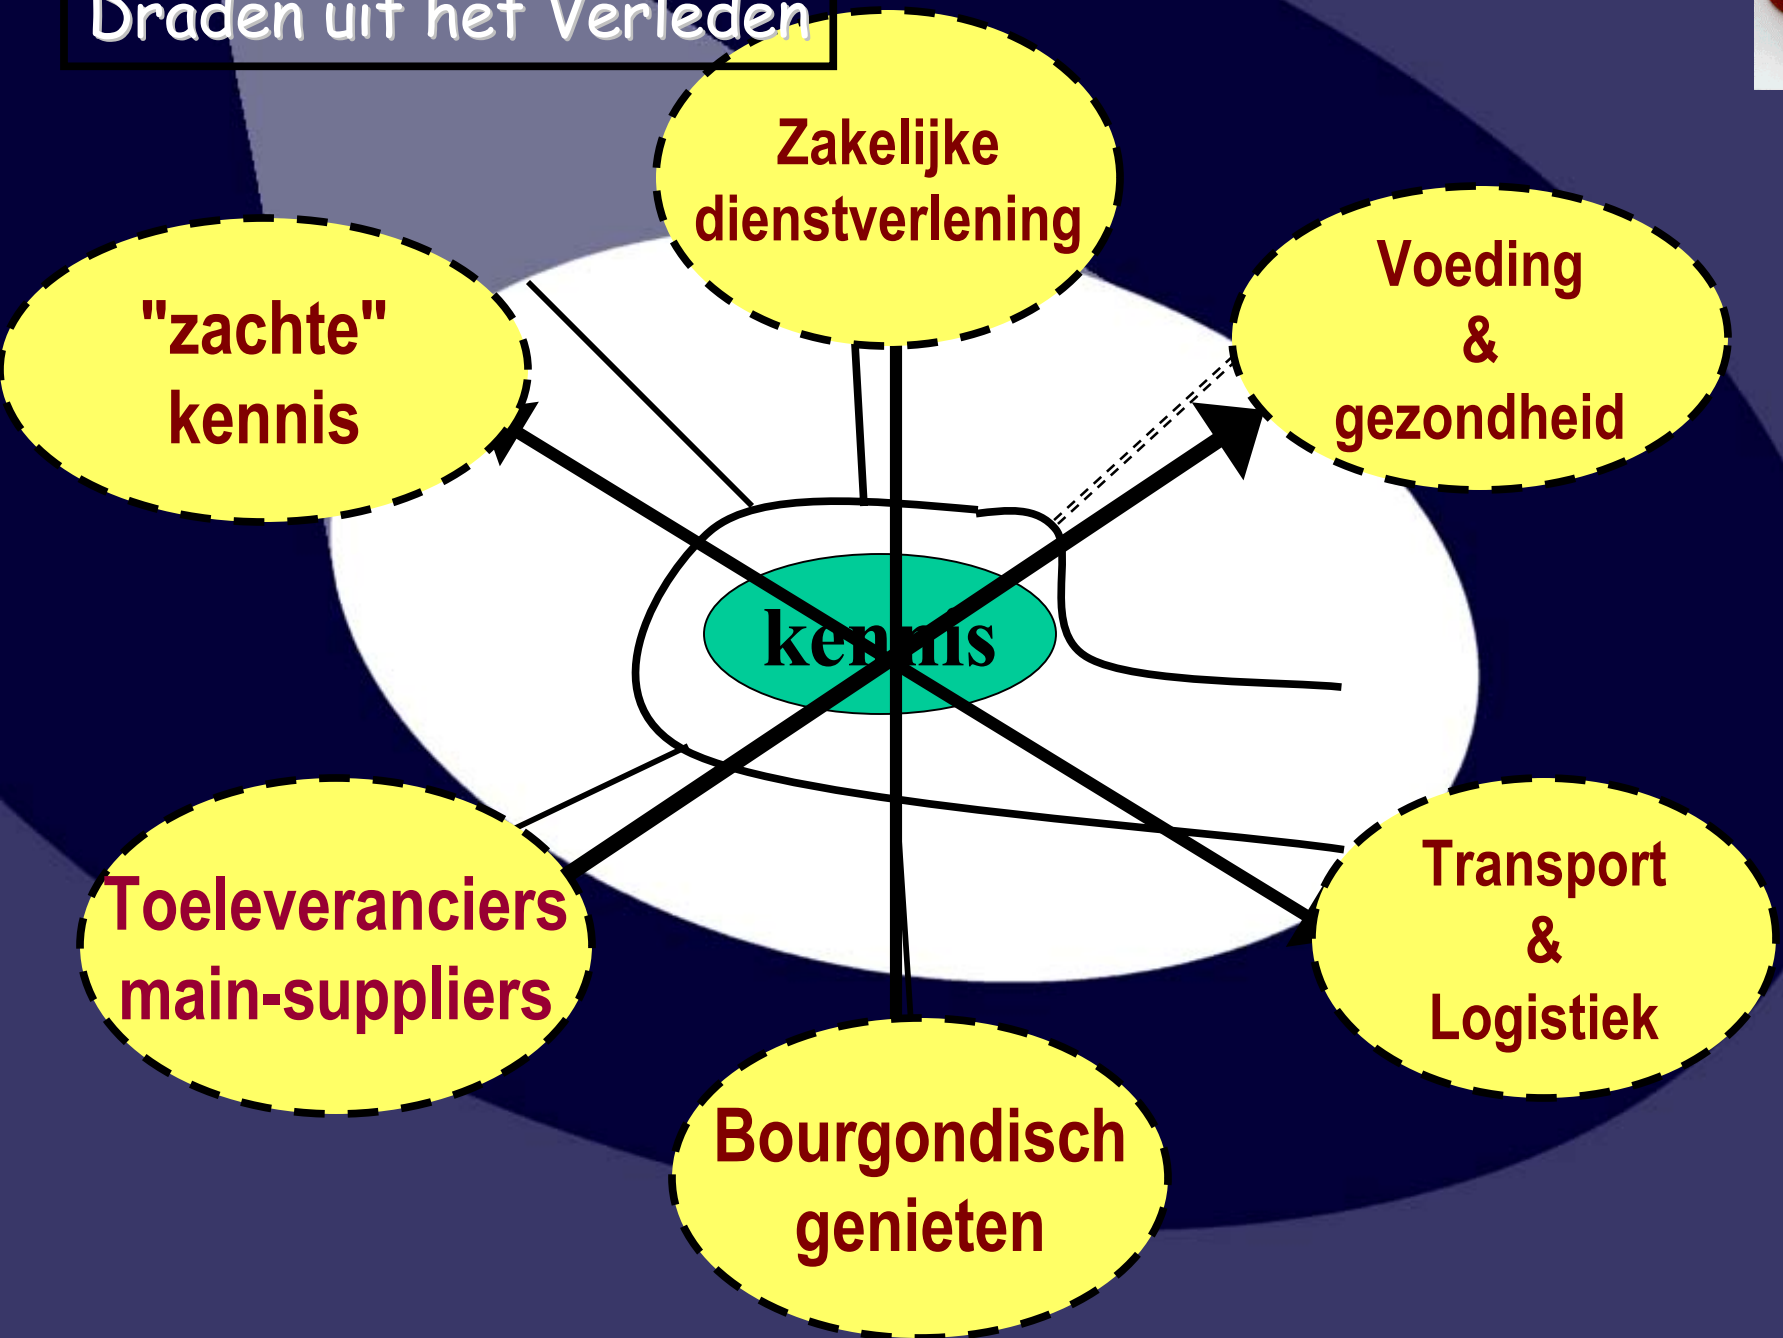 Draden uit het Verleden
Zakelijke
dienstverlening
Voeding
&
gezondheid
"zachte"
kennis
kennis
Toeleveranciers
main-suppliers
Transport
&
Logistiek
Bourgondisch
genieten